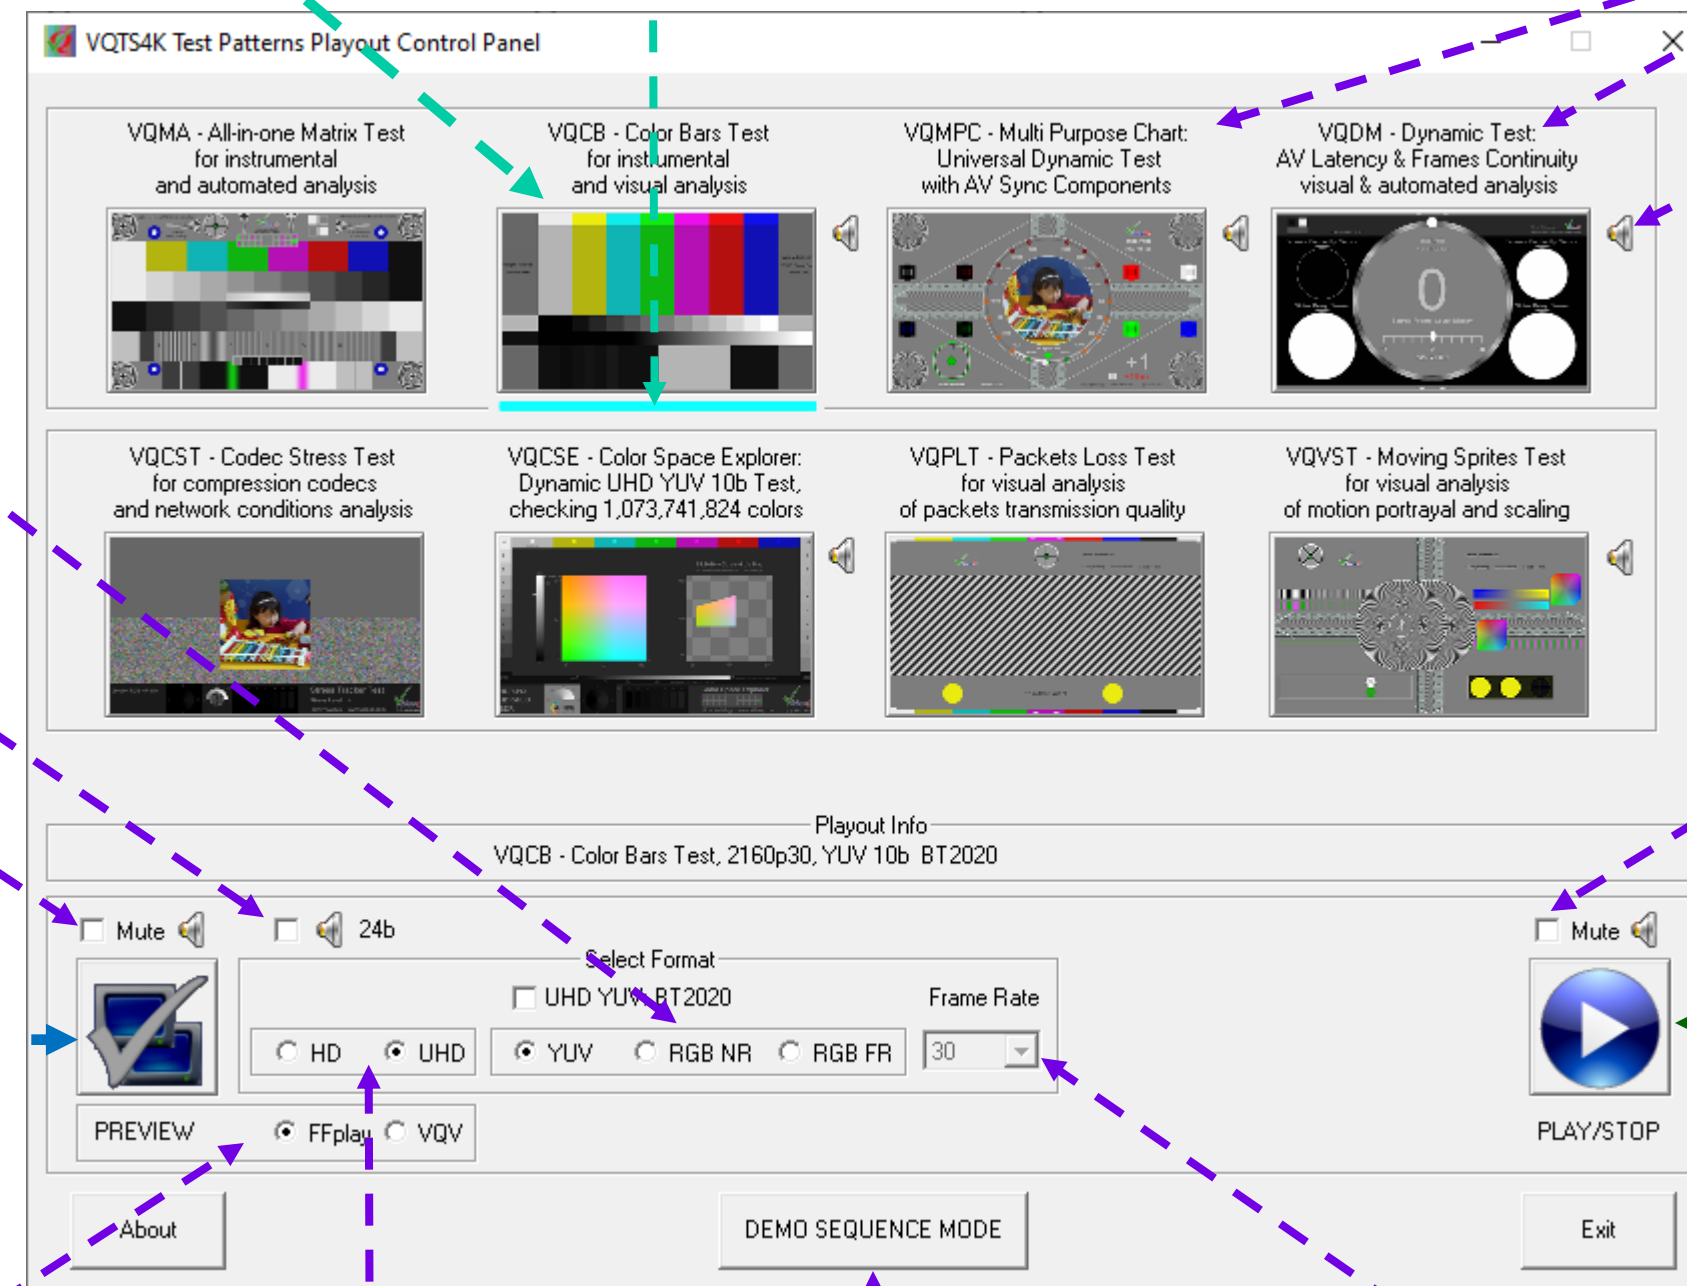 VQTS4K Test Patterns Playout Control Panel
VQMA - All-in-one Matrix Test
for instrumental
and automated analysis
VQCB - Color Bars Test
for instrumental
and visual analysis
VQMPC - Multi Purpose Chart:
Universal Dynamic Test
with AV Sync Components
VQDM - Dynamic Test:
AV Latency & Frames Continuity
visual & automated analysis
+1
0
VQCST - Codec Stress Test
for compression codecs
and network conditions analysis
VQCSE - Color Space Explorer:
Dynamic UHD YUV 10b Test,
checking 1,073,741,824 colors
VQPLT - Packets Loss Test
for visual analysis
of packets transmission quality
VQVST - Moving Sprites Test
for visual analysis
of motion portrayal and scaling
Playout Info
VQCB - Color Bars Test, 2160p30, YUV 10b BT2020
Mute
24b
Mute
Select Format
UHD YUV: BT2020
Frame Rate
HD
UHD
YUV
RGB NR
RGB FR
30
PREVIEW
FFplay
VQV
PLAY/STOP
About
DEMO SEQUENCE MODE
Exit